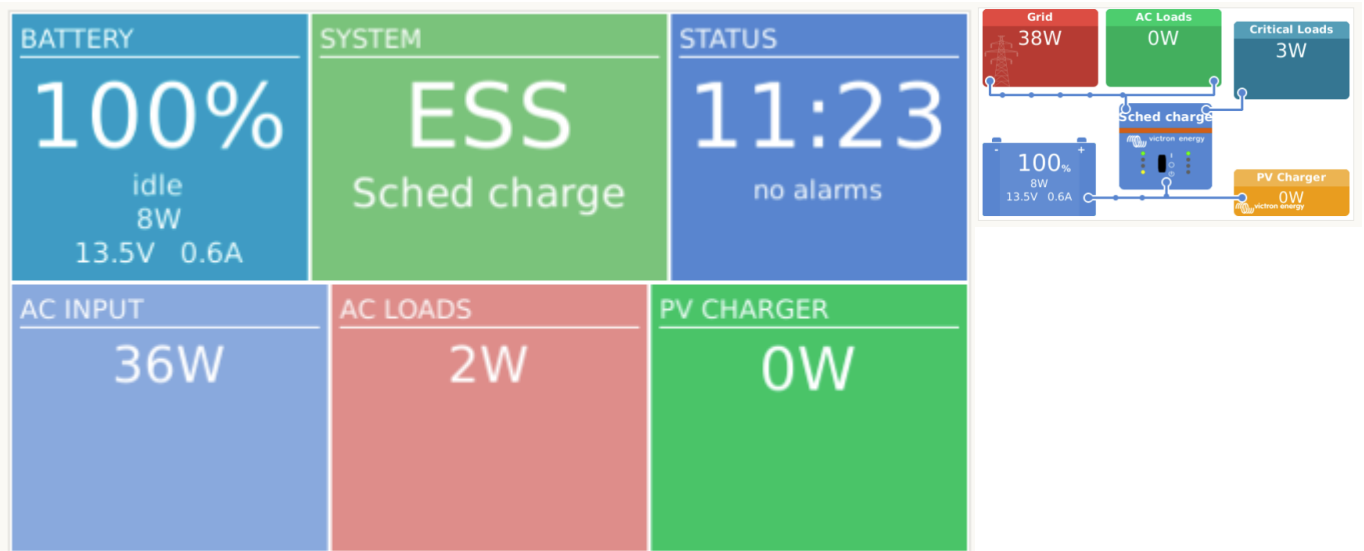 BATTERY
100%
idle
8W
13.5V 0.6A
SYSTEM
ESS
Sched charge
STATUS
11:23
no alarms
AC INPUT
36W
AC LOADS
2W
PV CHARGER
0W
Grid
38W
AC Loads
0W
Critical Loads
3W
Sched charge
victron energy
- +
100%
8W
13.5V 0.6A
PV Charger
0W
victron energy